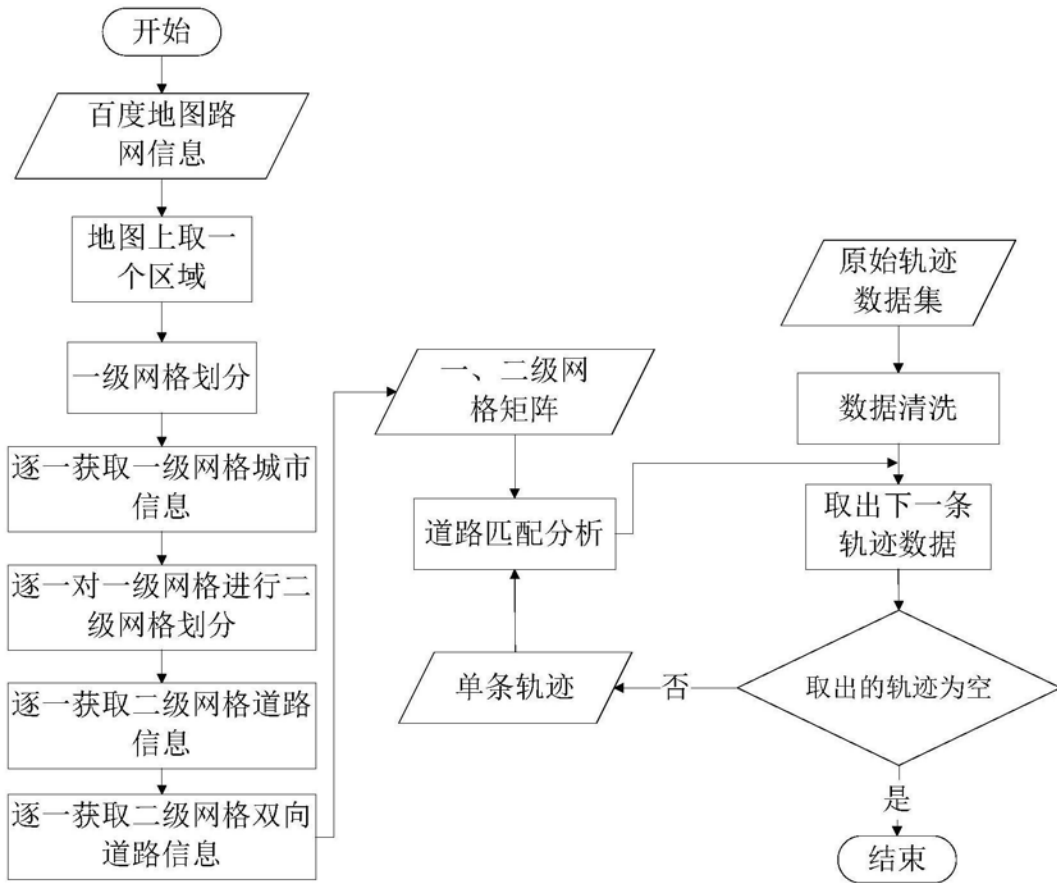 开始
百度地图路
网信息
地图上取一
个区域
一级网格划分
逐一获取一级网格城市
信息
逐一对一级网格进行二
级网格划分
逐一获取二级网格道路
信息
逐一获取二级网格双向
道路信息
一、二级网
格矩阵
道路匹配分析
单条轨迹
原始轨迹
数据集
数据清洗
取出下一条
轨迹数据
取出的轨迹为空
否
是
结束